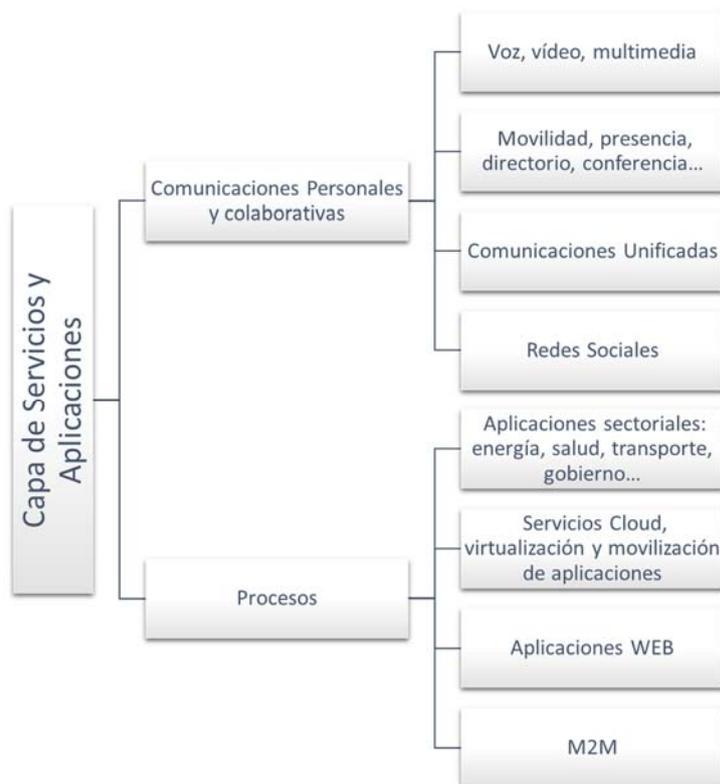 Capa de Servicios y
Aplicaciones
Comunicaciones Personales
y colaborativas
Voz, vídeo, multimedia
Movilidad, presencia,
directorio, conferencia...
Comunicaciones Unificadas
Redes Sociales
Procesos
Aplicaciones sectoriales:
energía, salud, transporte,
gobierno...
Servicios Cloud,
virtualización y movilización
de aplicaciones
Aplicaciones WEB
M2M